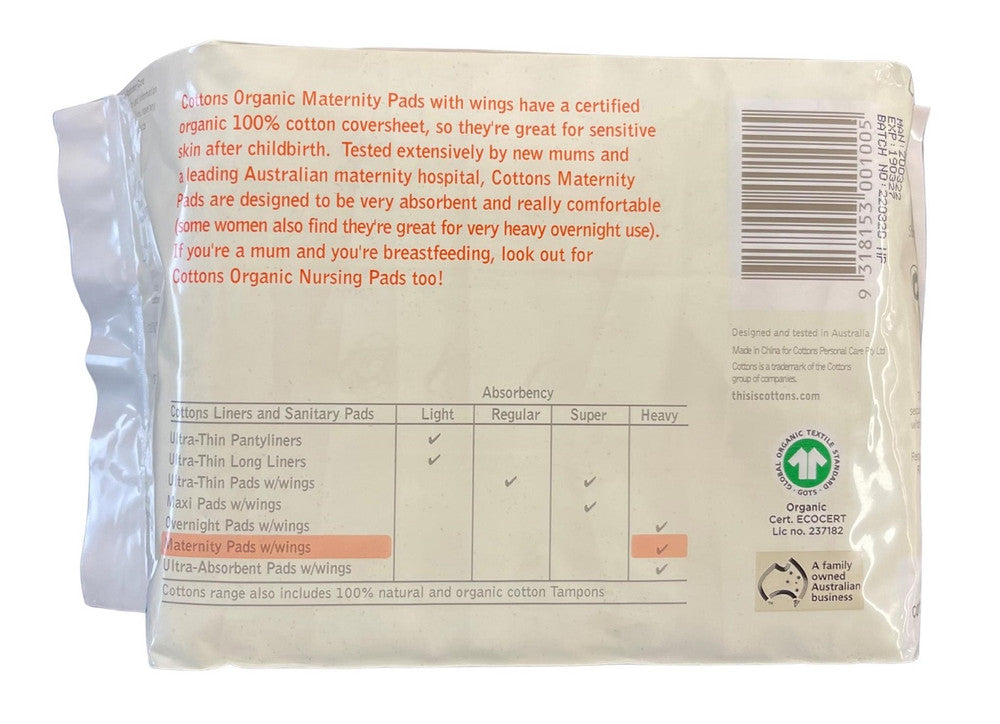 Cottons Organic Maternity Pads with wings have a certified
organic 100% cotton coversheet, so they're great for sensitive
skin after childbirth. Tested extensively by new mums and
a leading Australian maternity hospital, Cottons Maternity
Pads are designed to be very absorbent and really comfortable
(some women also find they're great for very heavy overnight use).
If you're a mum and you're breastfeeding, look out for
Cottons Organic Nursing Pads too!
Absorbency
Cottons Liners and Sanitary Pads Light Regular Super Heavy
Ultra-Thin Pantyliners ✓
Ultra-Thin Long Liners ✓
Ultra-Thin Pads w/wings ✓ ✓
Maxi Pads w/wings ✓
Overnight Pads w/wings ✓
Maternity Pads w/wings ✓
Ultra-Absorbent Pads w/wings ✓
Cottons range also includes 100% natural and organic cotton Tampons
9 318153 001005
MAN:200322
EXP:190327
BATCH NO:220320
Designed and tested in Australia
Made in China for Cottons Personal Care Pty Ltd
Cottons is a trademark of the Cottons
group of companies.
thisiscottons.com
GLOBAL ORGANIC TEXTILE STANDARD
· GOTS ·
Organic
Cert. ECOCERT
Lic no. 237182
A family
owned
Australian
business
TM